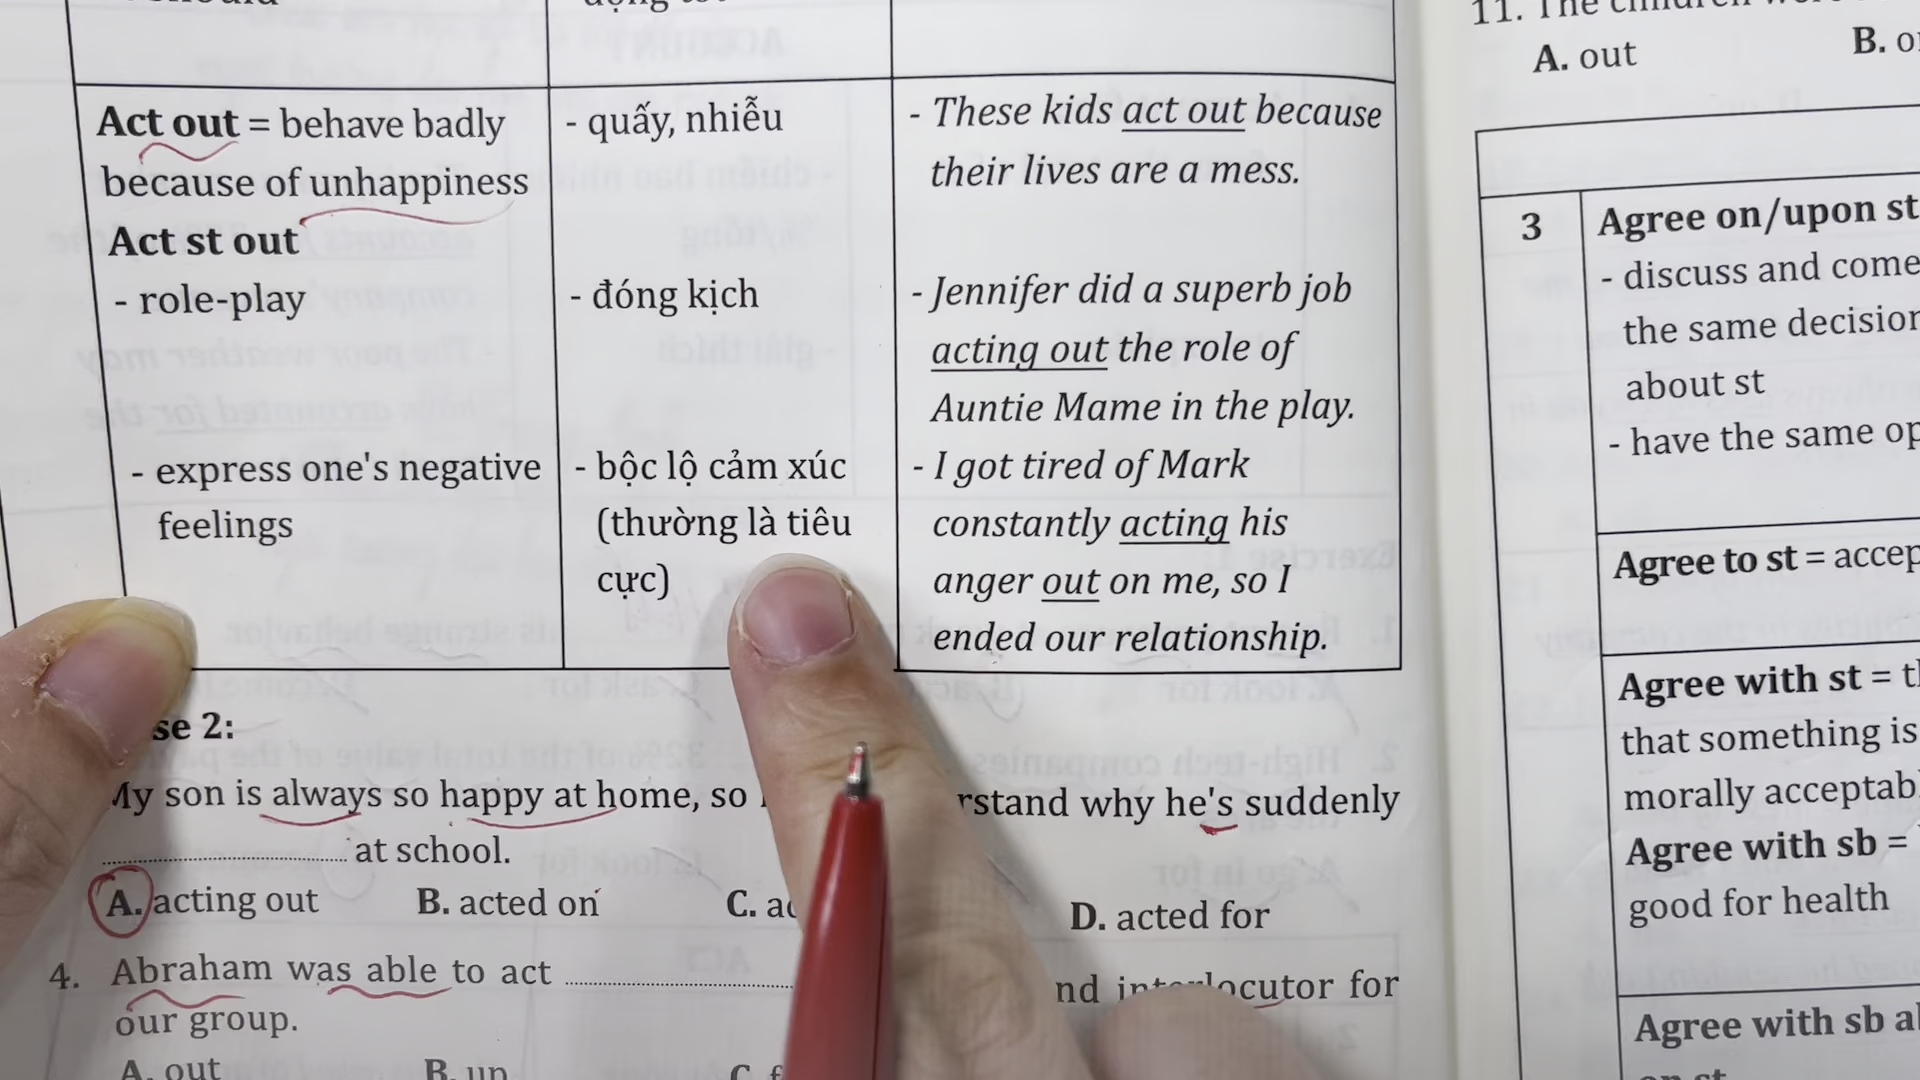 Act out = behave badly
because of unhappiness
Act st out
- role-play
- express one's negative
feelings
- quấy, nhiễu
- đóng kịch
- bộc lộ cảm xúc
(thường là tiêu
cực)
- These kids act out because
their lives are a mess.
- Jennifer did a superb job
acting out the role of
Auntie Mame in the play.
- I got tired of Mark
constantly acting his
anger out on me, so I
ended our relationship.
2:
My son is always so happy at home, so why he's suddenly
at school.
A. acting out B. acted on C. D. acted for
4. Abraham was able to act interlocutor for
our group.
A. out B. up C.
11. The children
A. out B.
3 Agree on/upon st
- discuss and come
the same decision
about st
- have the same
Agree to st =
Agree with st =
that something is
morally
Agree with sb =
good for health
Agree with sb